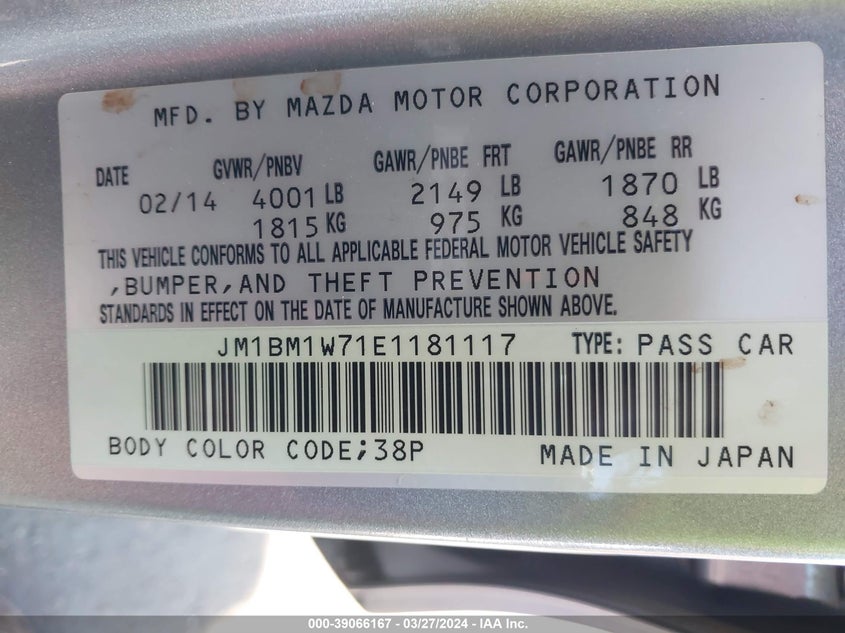 MFD. BY MAZDA MOTOR CORPORATION
DATE GVWR/PNBV GAWR/PNBE FRT GAWR/PNBE RR
02/14 4001 LB 2149 LB 1870 LB
1815 KG 975 KG 848 KG
THIS VEHICLE CONFORMS TO ALL APPLICABLE FEDERAL MOTOR VEHICLE SAFETY
,BUMPER,AND THEFT PREVENTION
STANDARDS IN EFFECT ON THE DATE OF MANUFACTURE SHOWN ABOVE.
JM1BM1W71E1181117 TYPE: PASS CAR
BODY COLOR CODE;38P MADE IN JAPAN
000-39066167 — 03/27/2024 — IAA Inc.